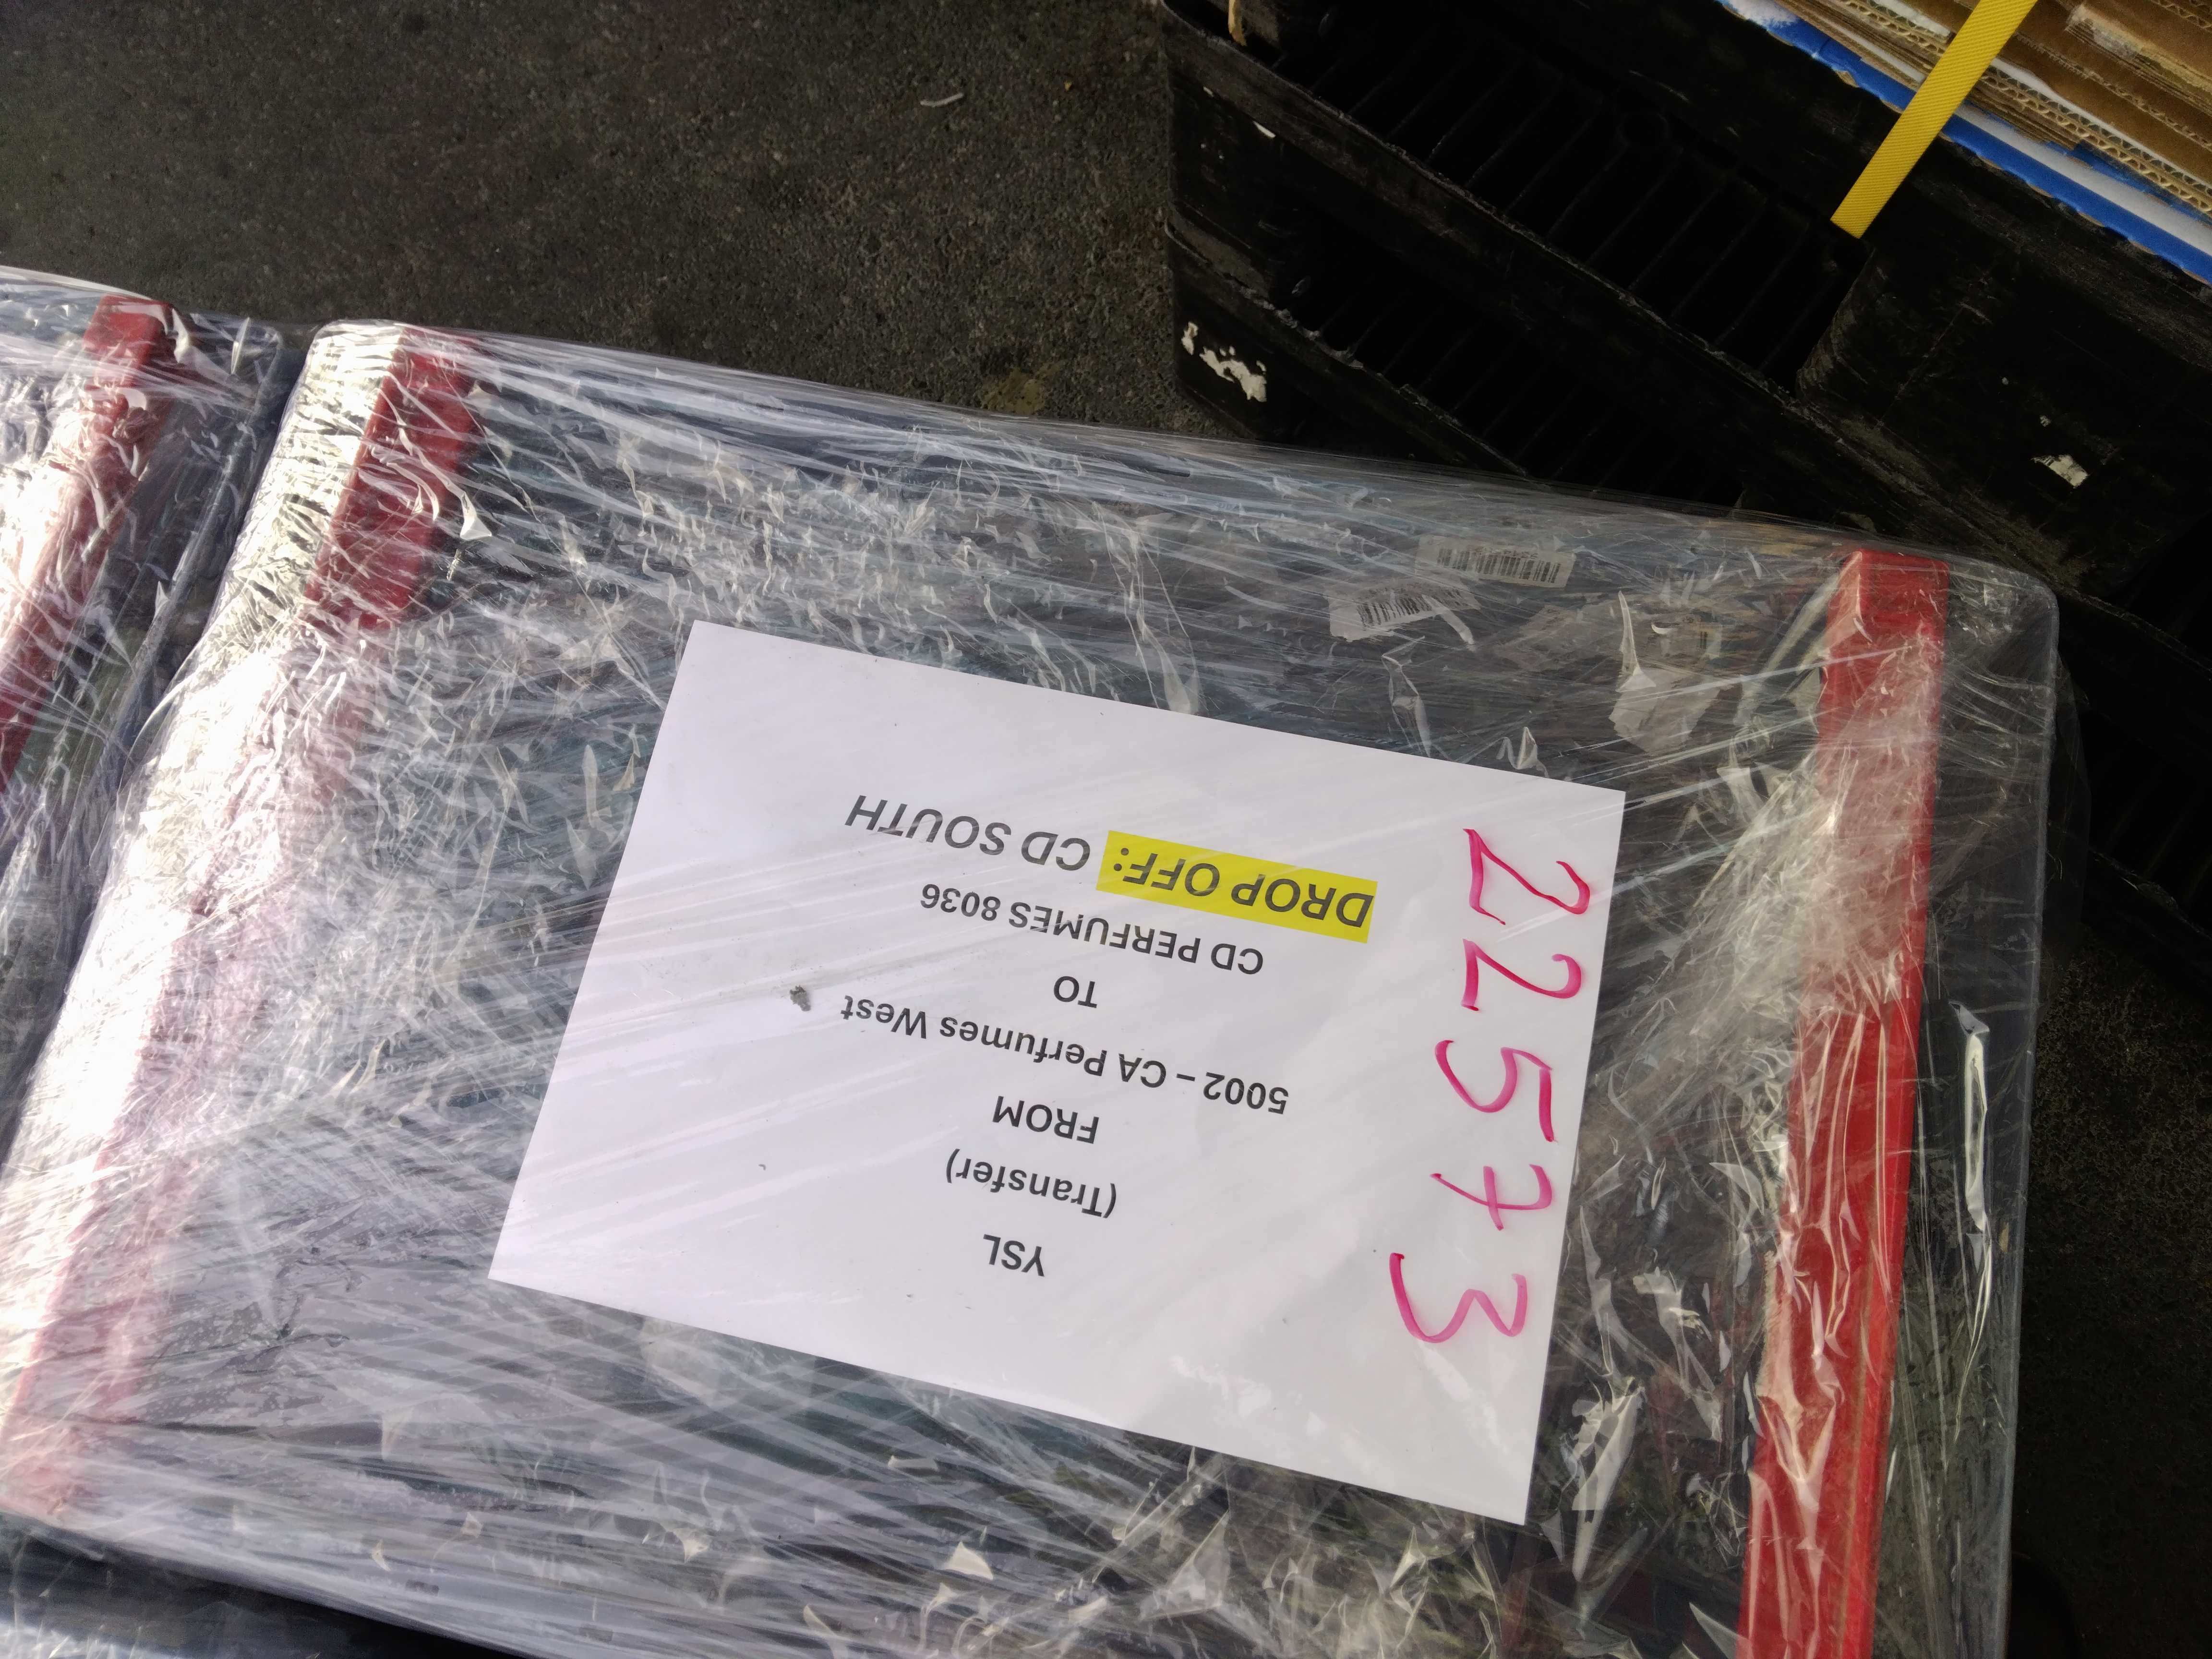 YSL
(Transfer)
FROM
5002 – CA Perfumes West
TO
CD PERFUMES 8036
DROP OFF: CD SOUTH
22573